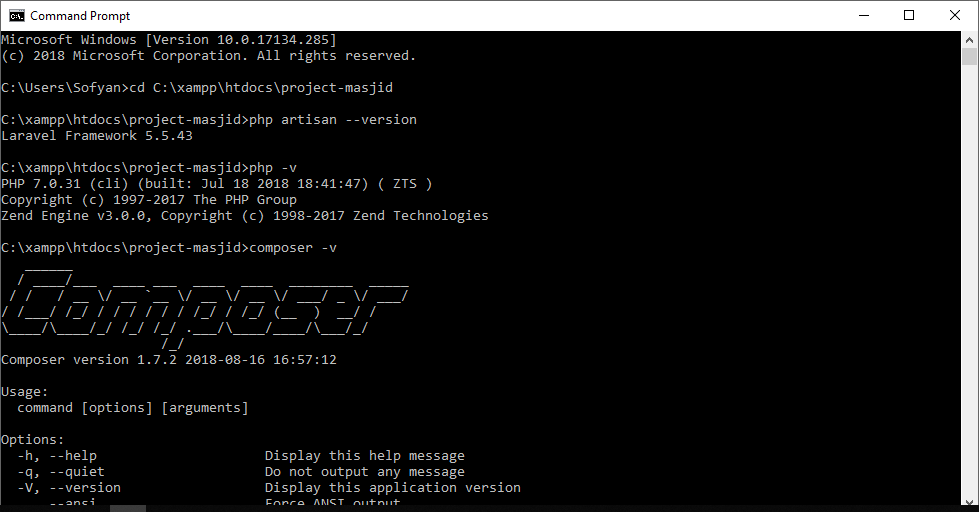 Command Prompt
Microsoft Windows [Version 10.0.17134.285]
(c) 2018 Microsoft Corporation. All rights reserved.
C:\Users\Sofyan>cd C:\xampp\htdocs\project-masjid
C:\xampp\htdocs\project-masjid>php artisan --version
Laravel Framework 5.5.43
C:\xampp\htdocs\project-masjid>php -v
PHP 7.0.31 (cli) (built: Jul 18 2018 18:41:47) ( ZTS )
Copyright (c) 1997-2017 The PHP Group
Zend Engine v3.0.0, Copyright (c) 1998-2017 Zend Technologies
C:\xampp\htdocs\project-masjid>composer -v
Composer
Composer version 1.7.2 2018-08-16 16:57:12
Usage:
command [options] [arguments]
Options:
-h, --help Display this help message
-q, --quiet Do not output any message
-V, --version Display this application version
--ansi Force ANSI output